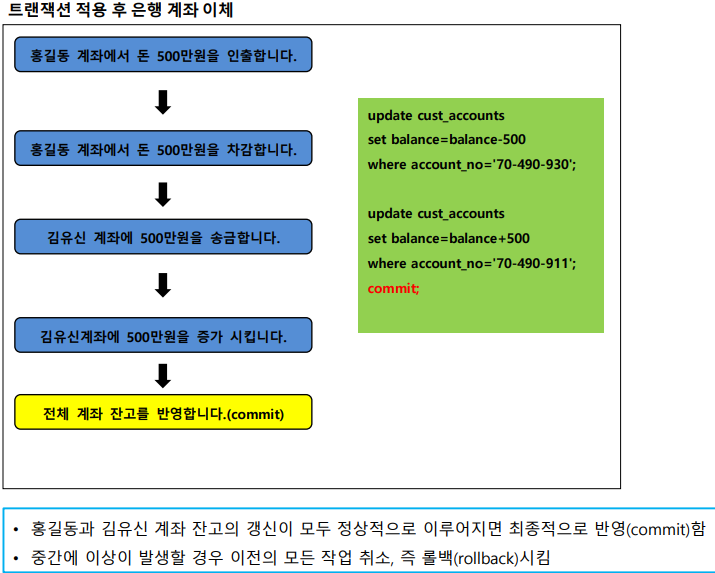 트랜잭션 적용 후 은행 계좌 이체
홍길동 계좌에서 돈 500만원을 인출합니다.
홍길동 계좌에서 돈 500만원을 차감합니다.
김유신 계좌에 500만원을 송금합니다.
김유신계좌에 500만원을 증가 시킵니다.
전체 계좌 잔고를 반영합니다.(commit)
update cust_accounts
set balance=balance-500
where account_no='70-490-930';
update cust_accounts
set balance=balance+500
where account_no='70-490-911';
commit;
• 홍길동과 김유신 계좌 잔고의 갱신이 모두 정상적으로 이루어지면 최종적으로 반영(commit)함
• 중간에 이상이 발생할 경우 이전의 모든 작업 취소, 즉 롤백(rollback)시킴